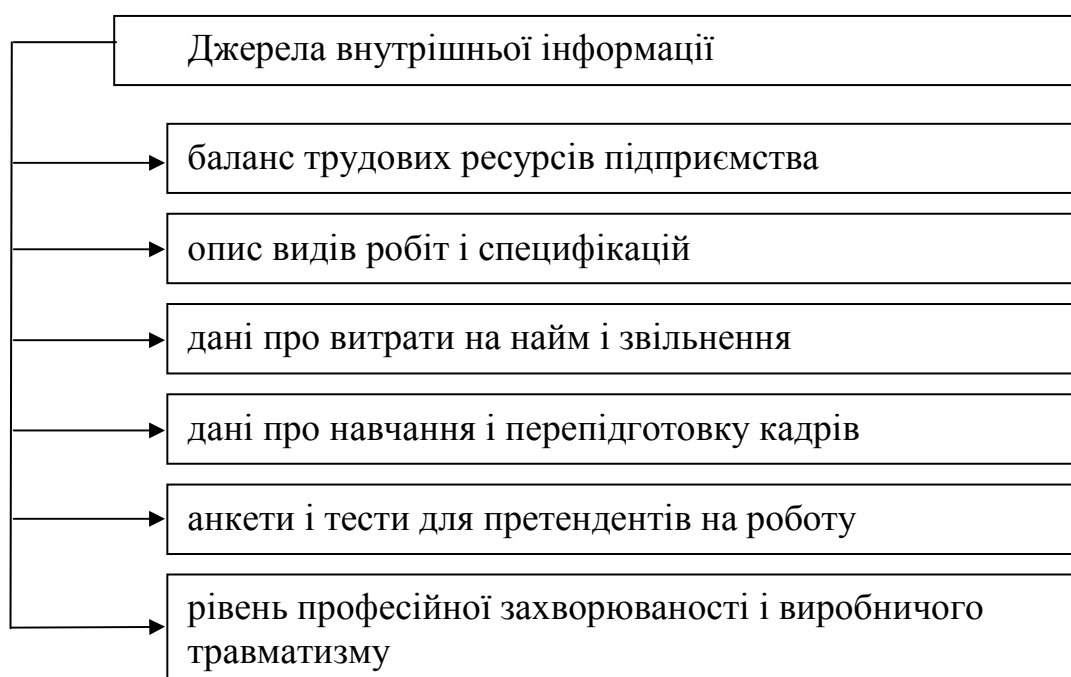 Джерела внутрішньої інформації
баланс трудових ресурсів підприємства
опис видів робіт і специфікацій
дані про витрати на найм і звільнення
дані про навчання і перепідготовку кадрів
анкети і тести для претендентів на роботу
рівень професійної захворюваності і виробничого
травматизму